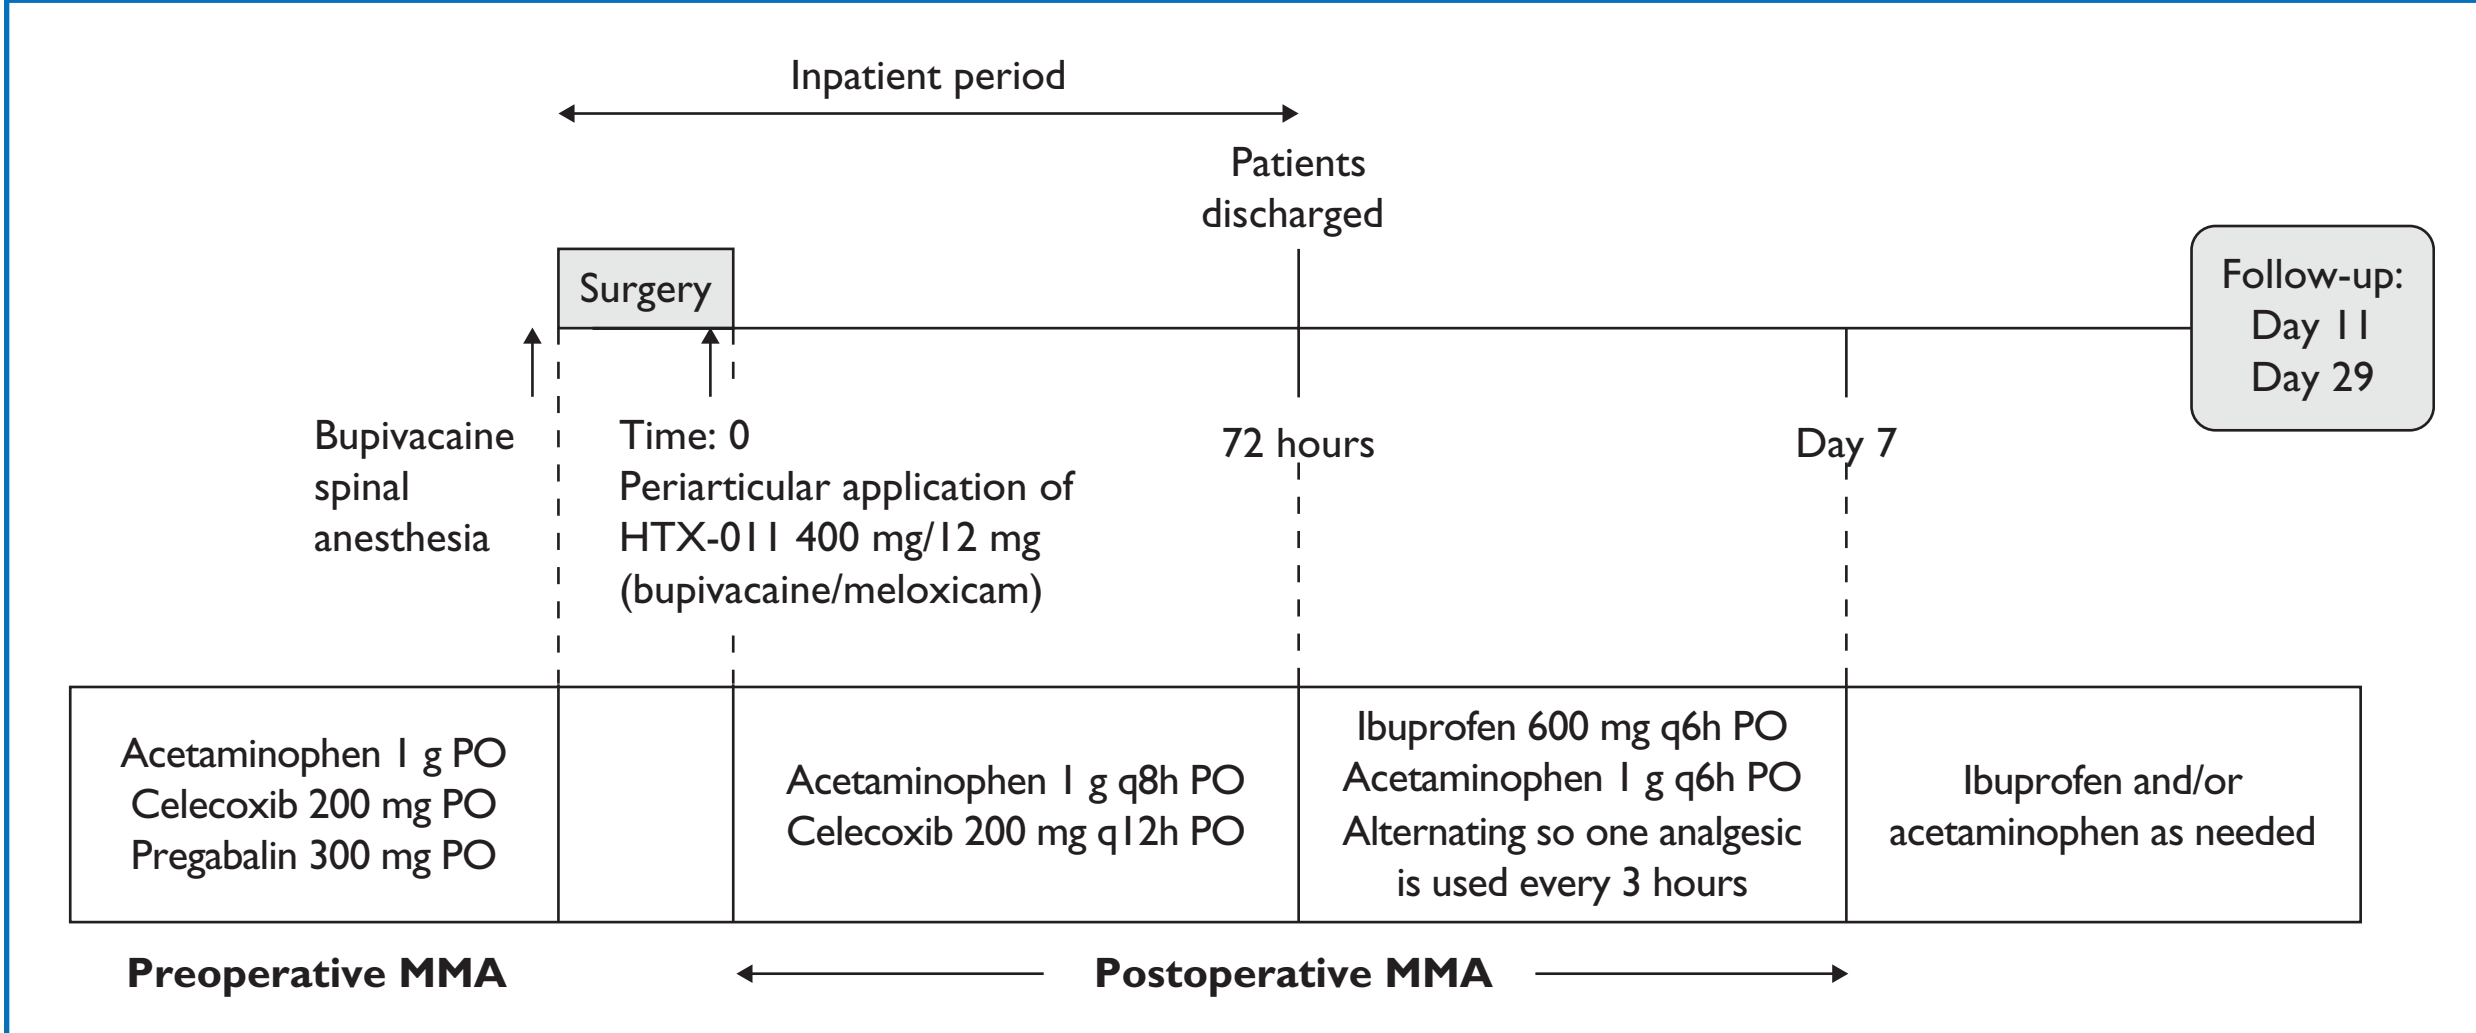 Inpatient period
Patients
discharged
Surgery
Follow-up:
Day 11
Day 29
Bupivacaine
spinal
anesthesia
Time: 0
Periarticular application of
HTX-011 400 mg/12 mg
(bupivacaine/meloxicam)
72 hours
Day 7
Acetaminophen 1 g PO
Celecoxib 200 mg PO
Pregabalin 300 mg PO
Acetaminophen 1 g q8h PO
Celecoxib 200 mg q12h PO
Ibuprofen 600 mg q6h PO
Acetaminophen 1 g q6h PO
Alternating so one analgesic
is used every 3 hours
Ibuprofen and/or
acetaminophen as needed
Preoperative MMA
Postoperative MMA